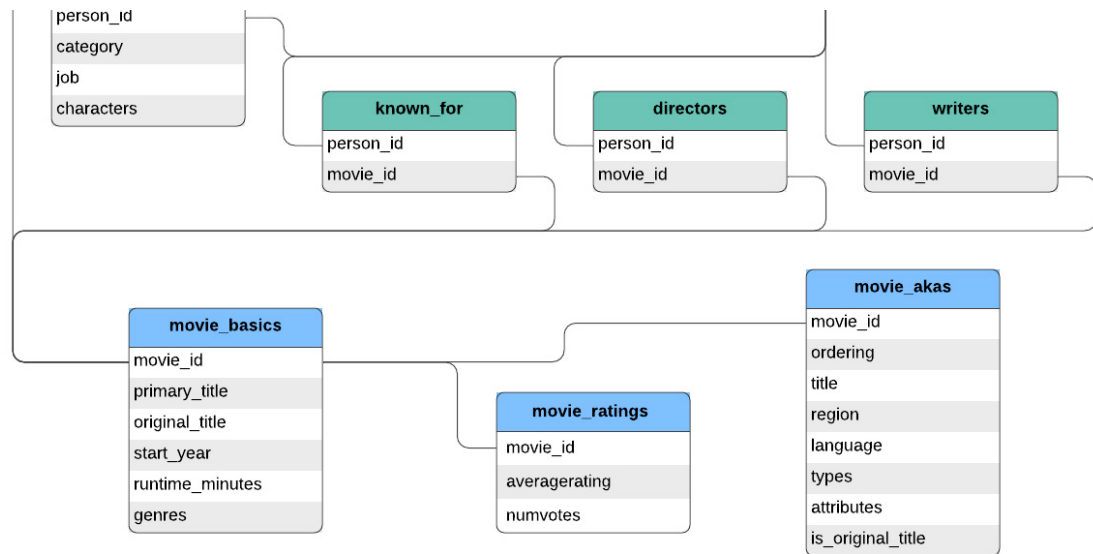 person_id
category
job
characters
known_for
person_id
movie_id
directors
person_id
movie_id
writers
person_id
movie_id
movie_basics
movie_id
primary_title
original_title
start_year
runtime_minutes
genres
movie_ratings
movie_id
averagerating
numvotes
movie_akas
movie_id
ordering
title
region
language
types
attributes
is_original_title